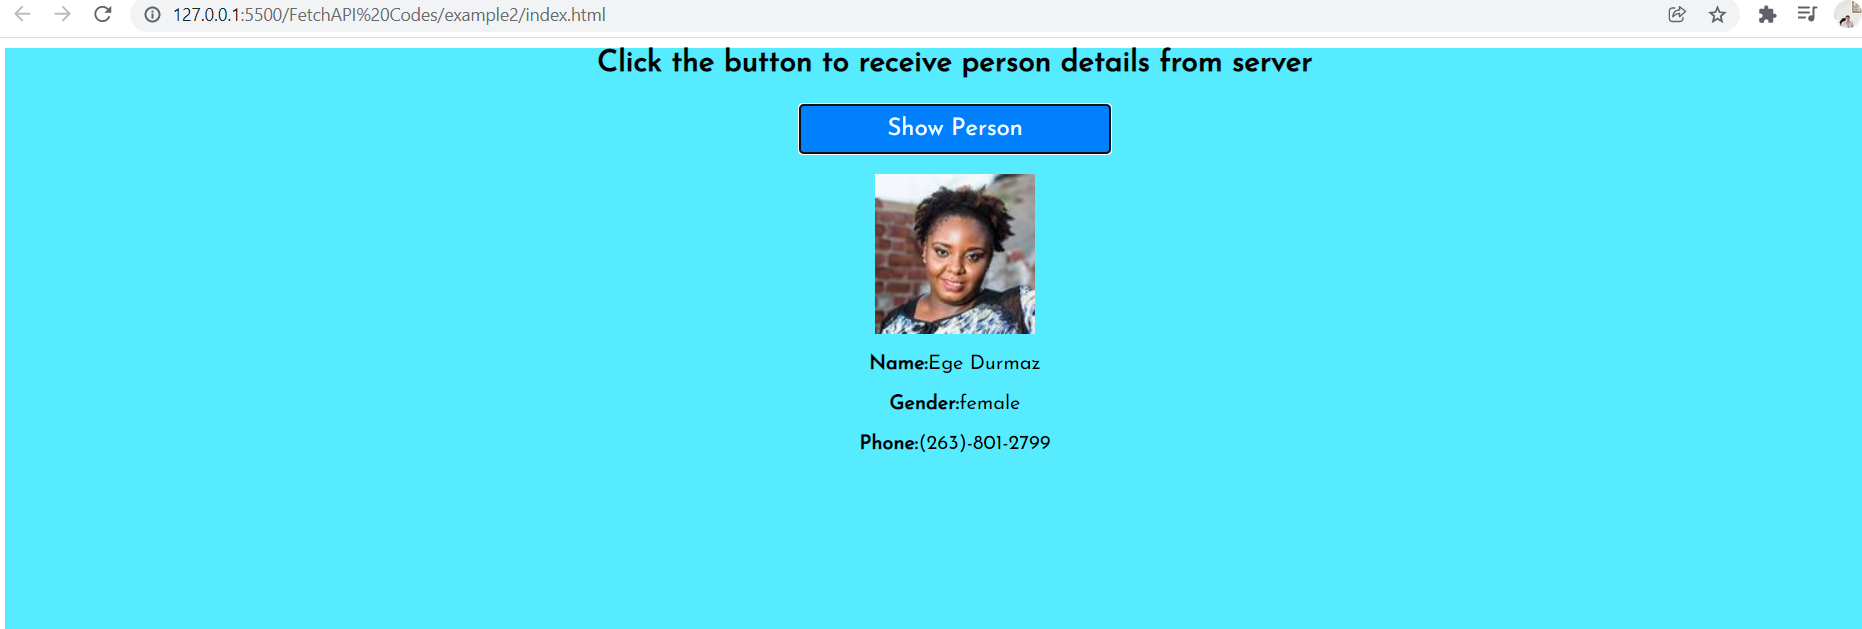 127.0.0.1:5500/FetchAPI%20Codes/example2/index.html
Click the button to receive person details from server
Show Person
Name:Ege Durmaz
Gender:female
Phone:(263)-801-2799